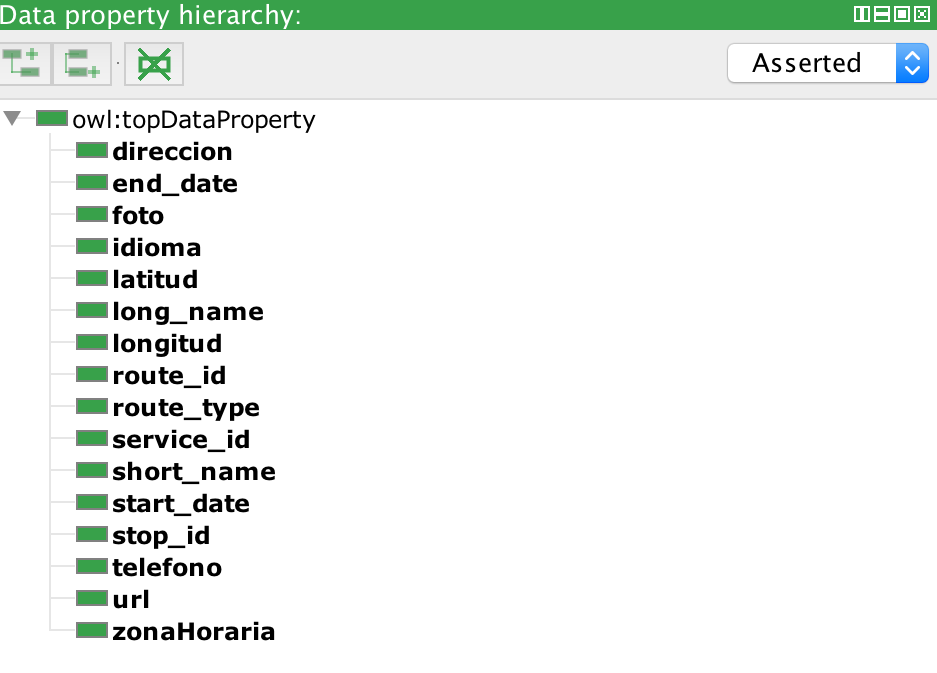 Data property hierarchy:
Asserted
owl:topDataProperty
direccion
end_date
foto
idioma
latitud
long_name
longitud
route_id
route_type
service_id
short_name
start_date
stop_id
telefono
url
zonaHoraria